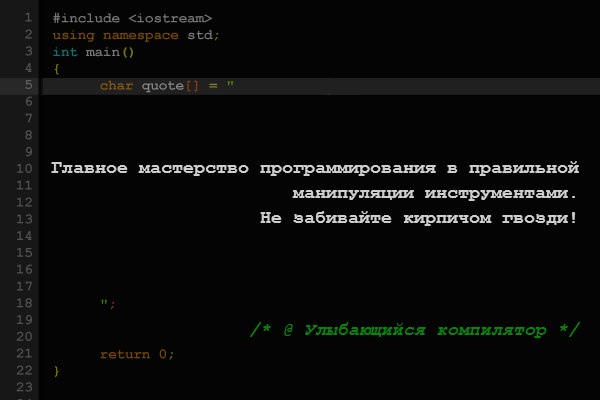 1 #include <iostream>
2 using namespace std;
3 int main()
4 {
5 char quote[] = "
6
7
8
9
10 Главное мастерство программирования в правильной
11 манипуляции инструментами.
12
13 Не забивайте кирпичом гвозди!
14
15
16
17
18 ";
19
20 /* @ Улыбающийся компилятор */
21 return 0;
22 }
23